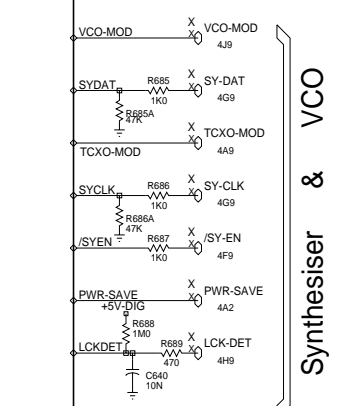 VCO-MOD X X VCO-MOD
4J9
SYDAT R685 1K0 X X SY-DAT
4G9
R685A
47K
TCXO-MOD X X TCXO-MOD
4A9
SYCLK R686 1K0 X X SY-CLK
4G9
R686A
47K
/SYEN R687 1K0 X X /SY-EN
4F9
PWR-SAVE X X PWR-SAVE
4A2
+5V-DIG
R688
1M0
LCKDET R689 470 X X LCK-DET
4H9
C640
10N
Synthesiser & VCO